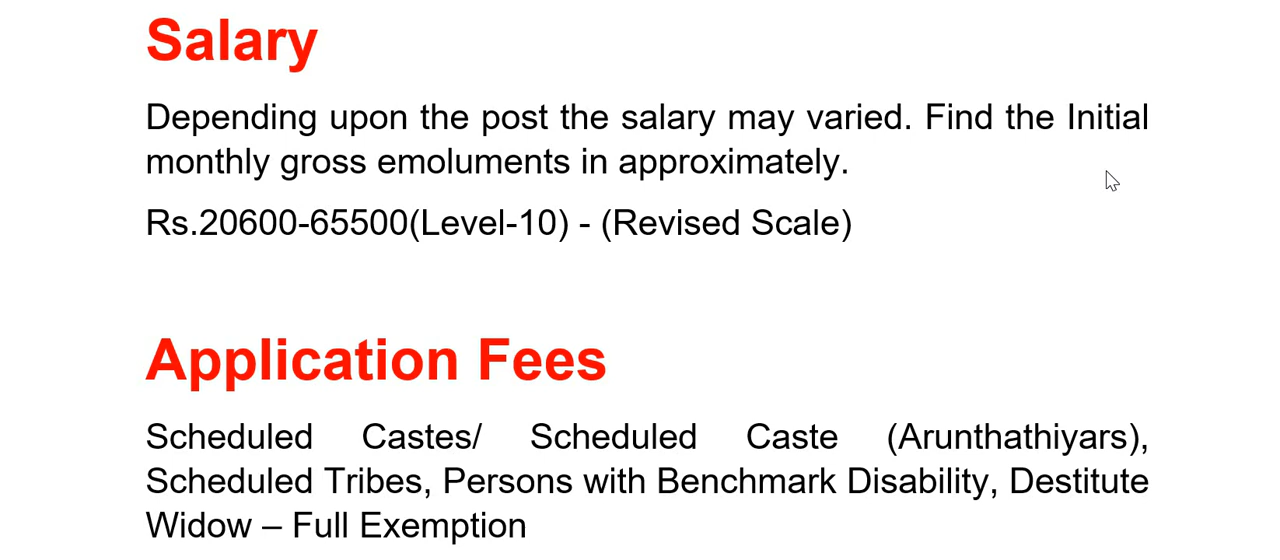 Salary
Depending upon the post the salary may varied. Find the Initial
monthly gross emoluments in approximately.
Rs.20600-65500(Level-10) - (Revised Scale)
Application Fees
Scheduled Castes/ Scheduled Caste (Arunthathiyars),
Scheduled Tribes, Persons with Benchmark Disability, Destitute
Widow – Full Exemption